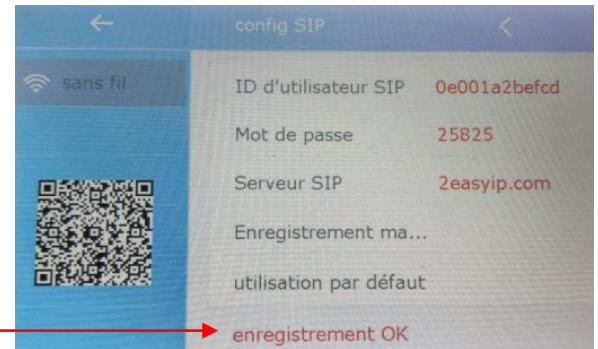 config SIP
sans fil
ID d'utilisateur SIP 0e001a2befcd
Mot de passe 25825
Serveur SIP 2easyip.com
Enregistrement ma...
utilisation par défaut
enregistrement OK